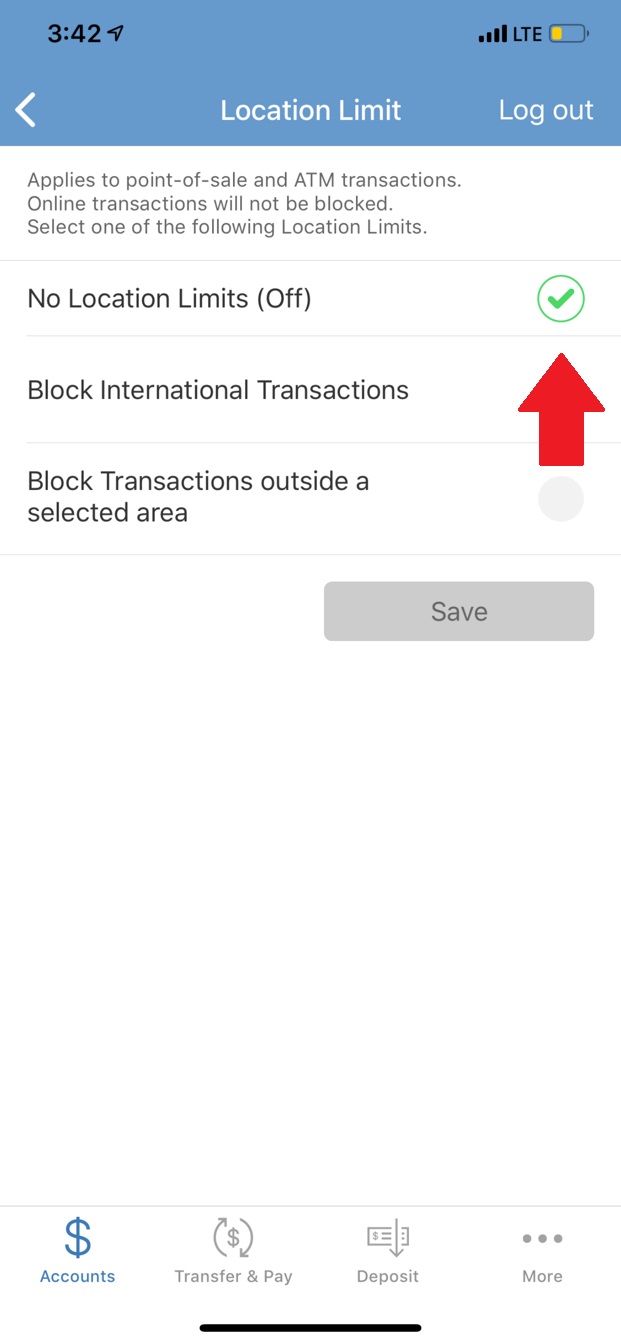 3:42 LTE
Location Limit Log out
Applies to point-of-sale and ATM transactions.
Online transactions will not be blocked.
Select one of the following Location Limits.
No Location Limits (Off)
Block International Transactions
Block Transactions outside a
selected area
Save
$ $ $
Accounts Transfer & Pay Deposit More